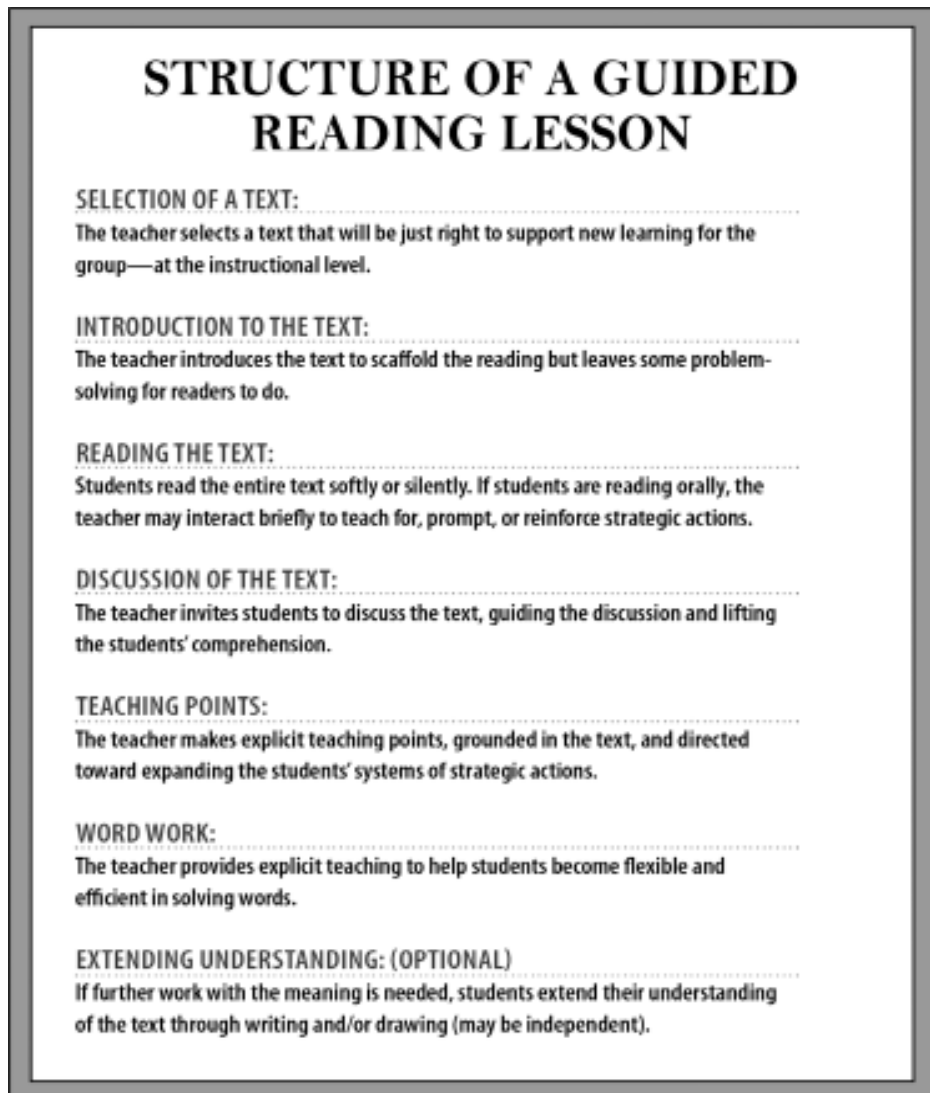 STRUCTURE OF A GUIDED
READING LESSON
SELECTION OF A TEXT:
The teacher selects a text that will be just right to support new learning for the
group—at the instructional level.
INTRODUCTION TO THE TEXT:
The teacher introduces the text to scaffold the reading but leaves some problem-
solving for readers to do.
READING THE TEXT:
Students read the entire text softly or silently. If students are reading orally, the
teacher may interact briefly to teach for, prompt, or reinforce strategic actions.
DISCUSSION OF THE TEXT:
The teacher invites students to discuss the text, guiding the discussion and lifting
the students' comprehension.
TEACHING POINTS:
The teacher makes explicit teaching points, grounded in the text, and directed
toward expanding the students' systems of strategic actions.
WORD WORK:
The teacher provides explicit teaching to help students become flexible and
efficient in solving words.
EXTENDING UNDERSTANDING: (OPTIONAL)
If further work with the meaning is needed, students extend their understanding
of the text through writing and/or drawing (may be independent).